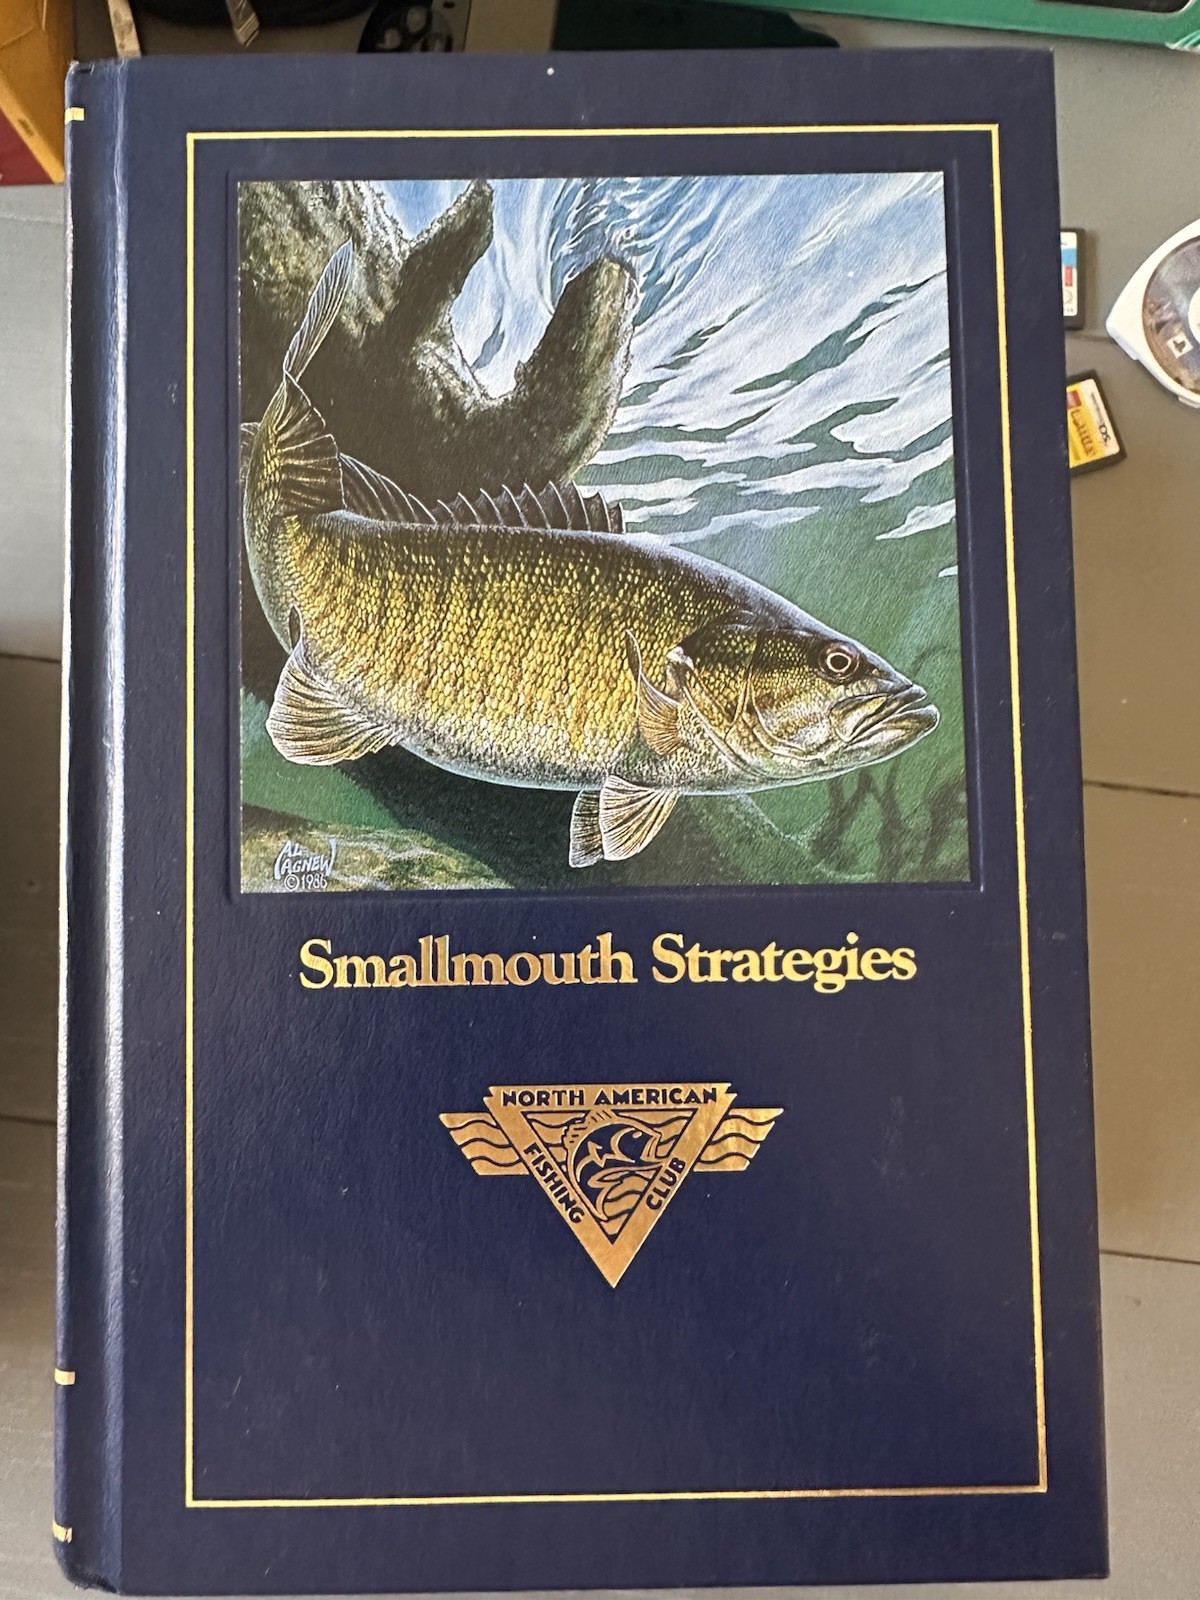 AL
AGNEW
©1986
Smallmouth Strategies
NORTH AMERICAN
FISHING
CLUB